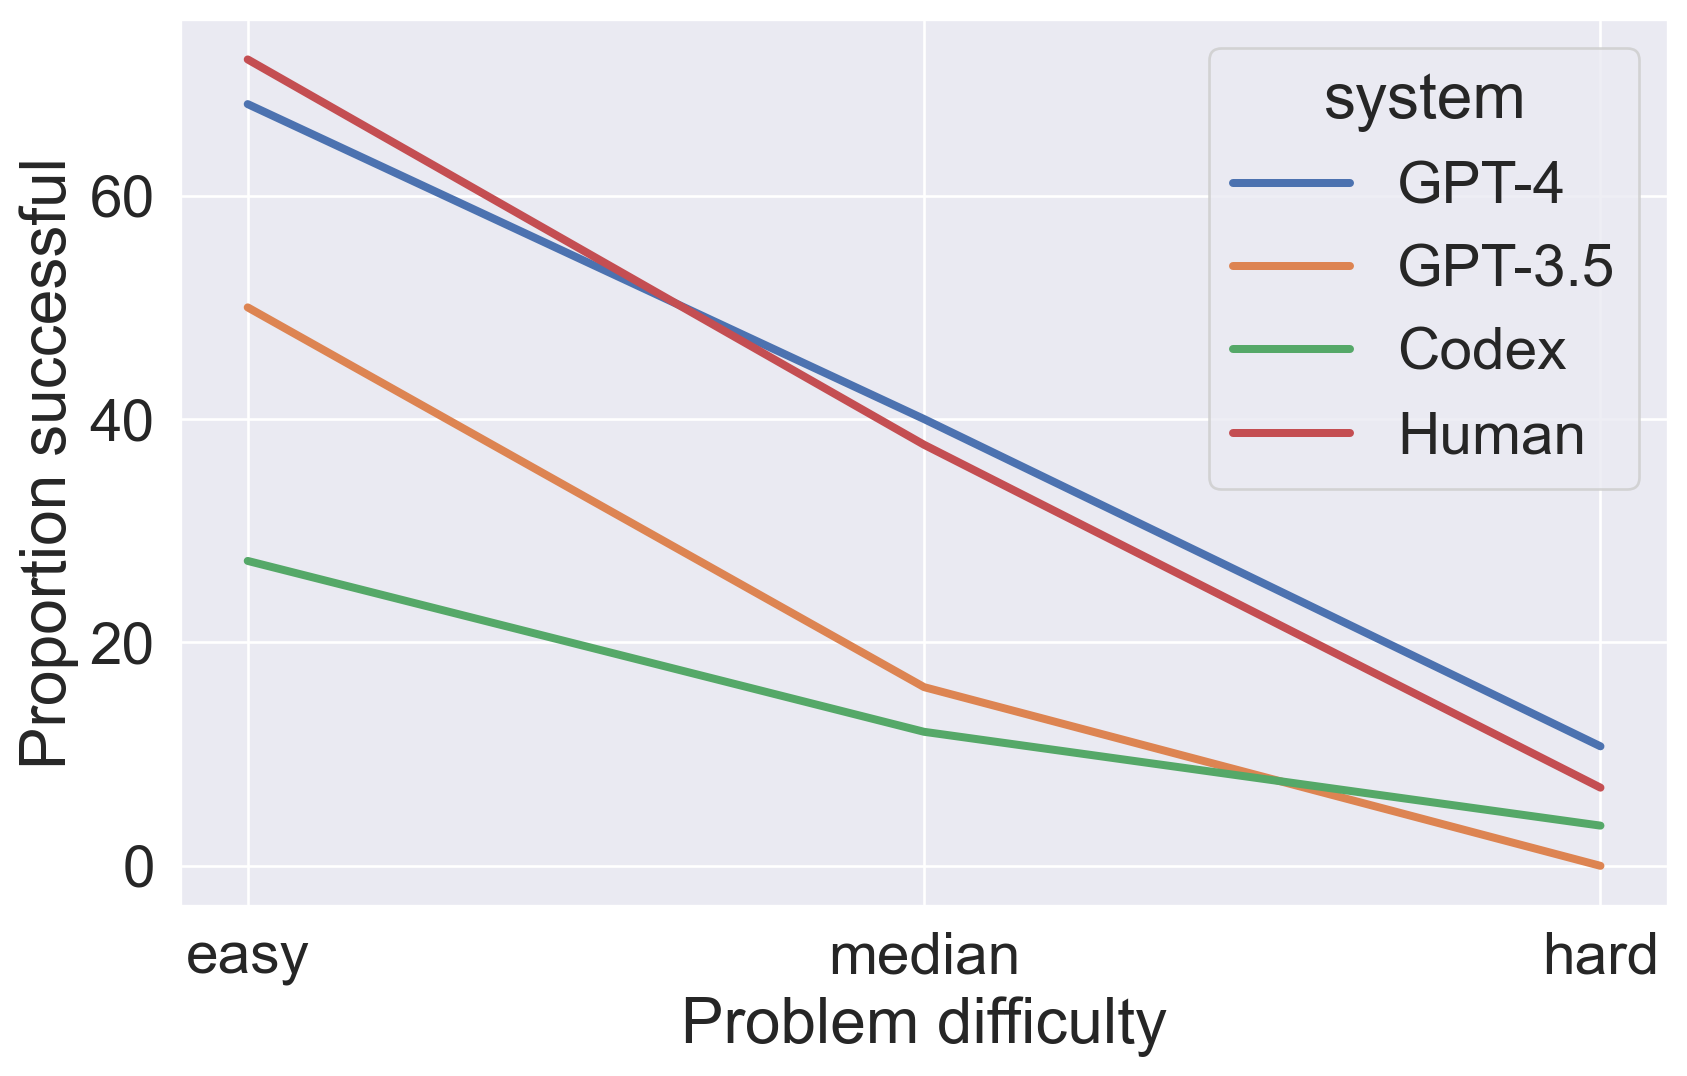 Proportion successful
60
40
20
0
system
GPT-4
GPT-3.5
Codex
Human
easy
median
hard
Problem difficulty